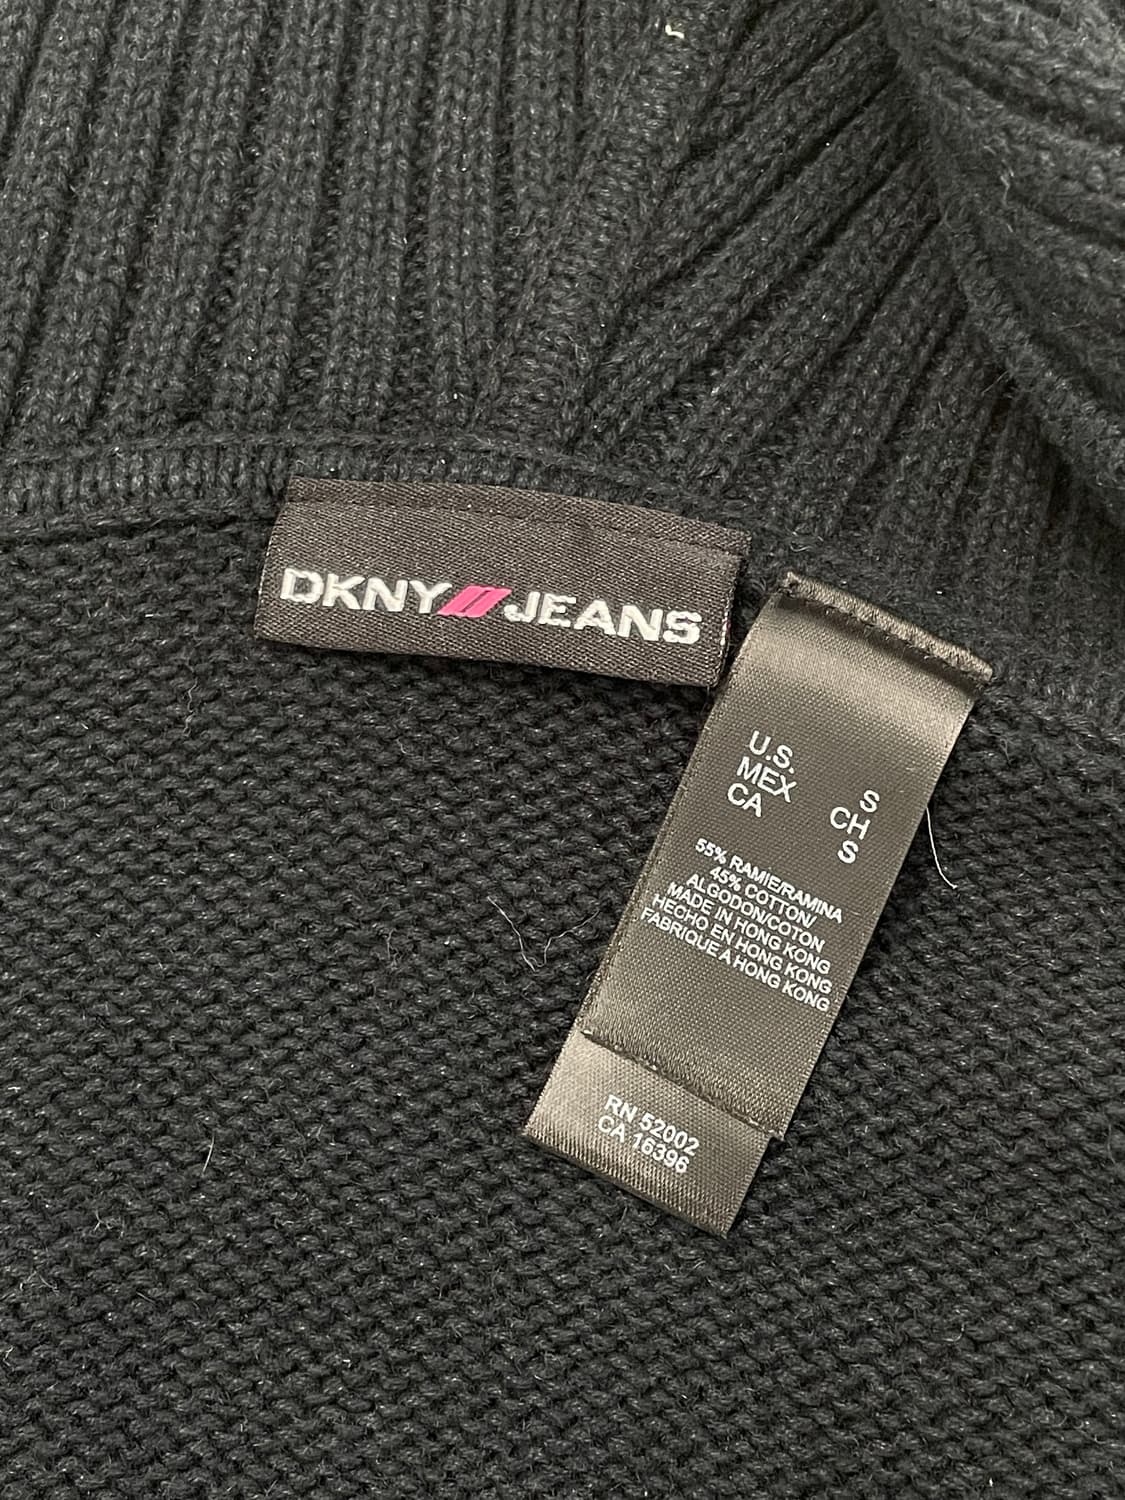 DKNY JEANS
U.S. S
MEX CH
CA S
55% RAMIE/RAMINA
45% COTTON/
ALGODON/COTON
MADE IN HONG KONG
HECHO EN HONG KONG
FABRIQUE A HONG KONG
RN 52002
CA 16396